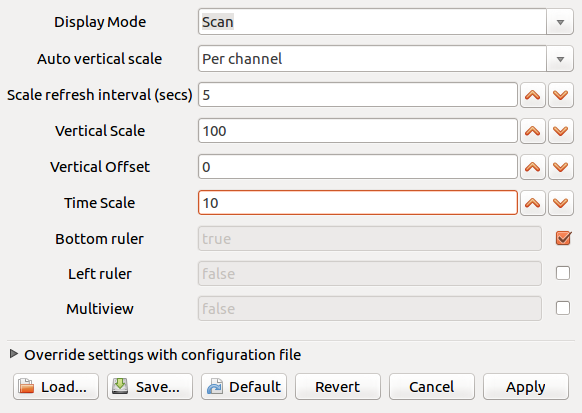 Display Mode Scan
Auto vertical scale Per channel
Scale refresh interval (secs) 5
Vertical Scale 100
Vertical Offset 0
Time Scale 10
Bottom ruler true
Left ruler false
Multiview false
Override settings with configuration file
Load... Save... Default Revert Cancel Apply